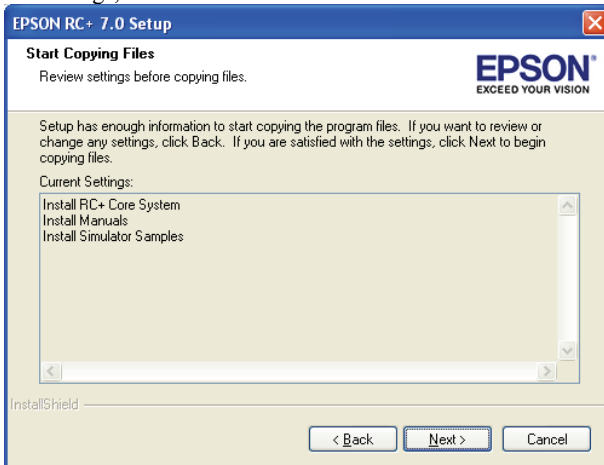 EPSON RC+ 7.0 Setup
Start Copying Files
Review settings before copying files.
EPSON®
EXCEED YOUR VISION
Setup has enough information to start copying the program files. If you want to review or
change any settings, click Back. If you are satisfied with the settings, click Next to begin
copying files.
Current Settings:
Install RC+ Core System
Install Manuals
Install Simulator Samples
InstallShield
< Back
Next >
Cancel